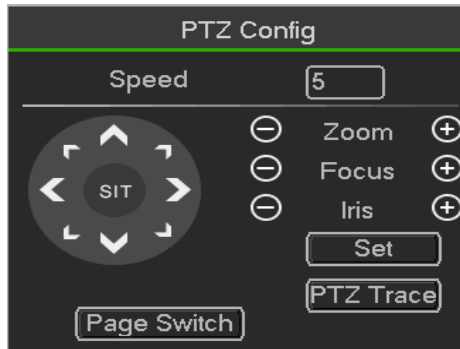 PTZ Config
Speed 5
Zoom
SIT Focus
Iris
Set
PTZ Trace
Page Switch